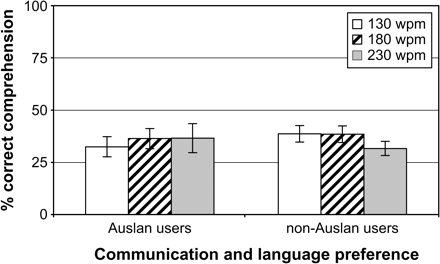 % correct comprehension
100
75
50
25
0
130 wpm
180 wpm
230 wpm
Auslan users
non-Auslan users
Communication and language preference